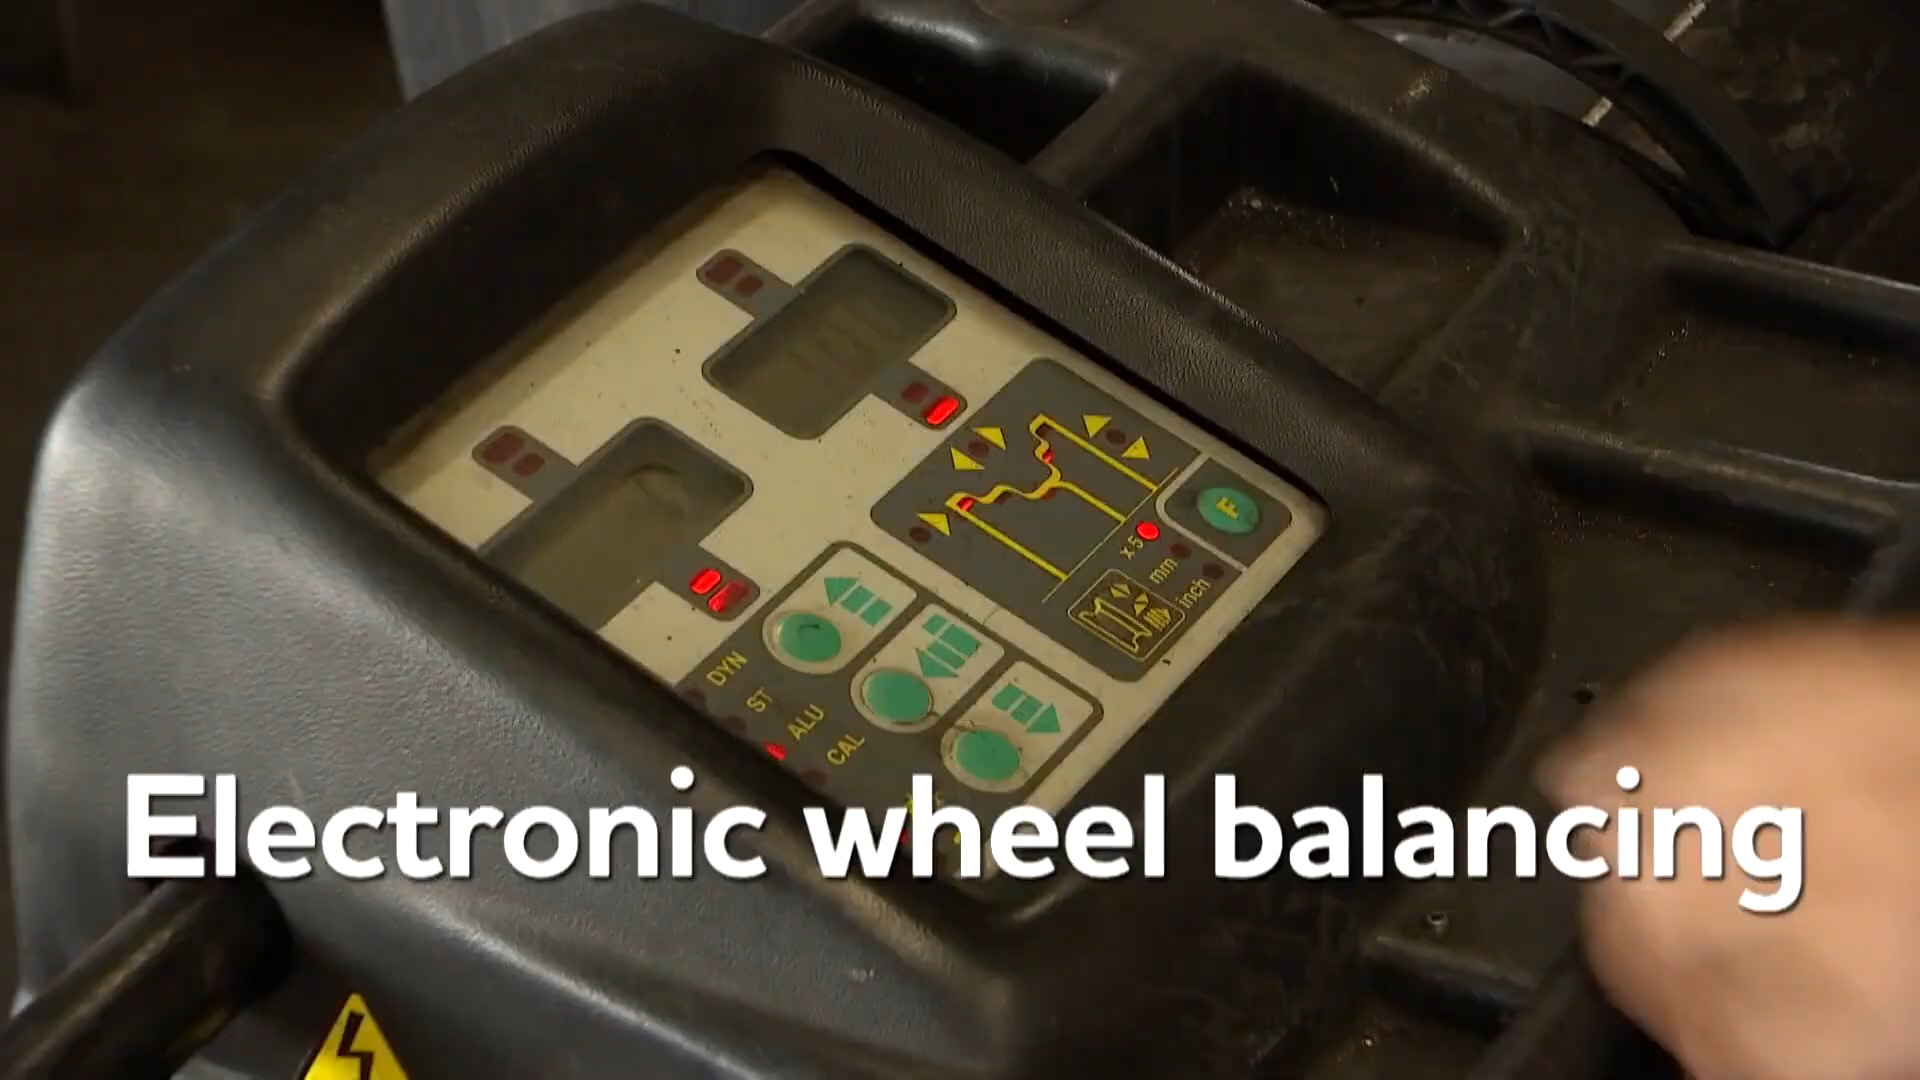 F
x5
mm
inch
DYN
ST
ALU
CAL
Electronic wheel balancing